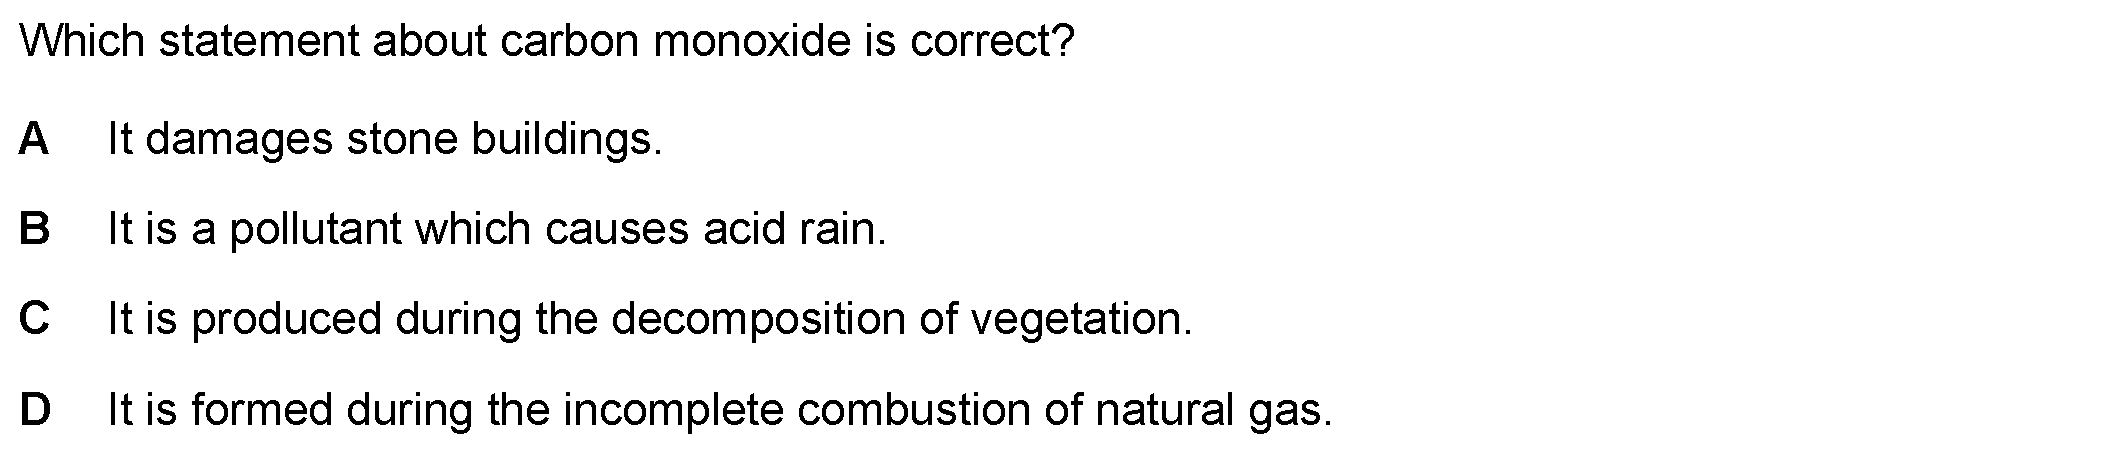 Which statement about carbon monoxide is correct?
A It damages stone buildings.
B It is a pollutant which causes acid rain.
C It is produced during the decomposition of vegetation.
D It is formed during the incomplete combustion of natural gas.